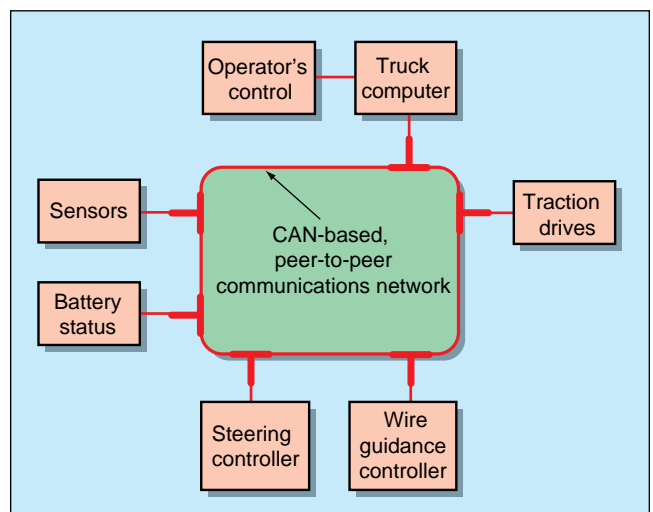 Operator's
control
Truck
computer
Sensors
CAN-based,
peer-to-peer
communications network
Traction
drives
Battery
status
Steering
controller
Wire
guidance
controller